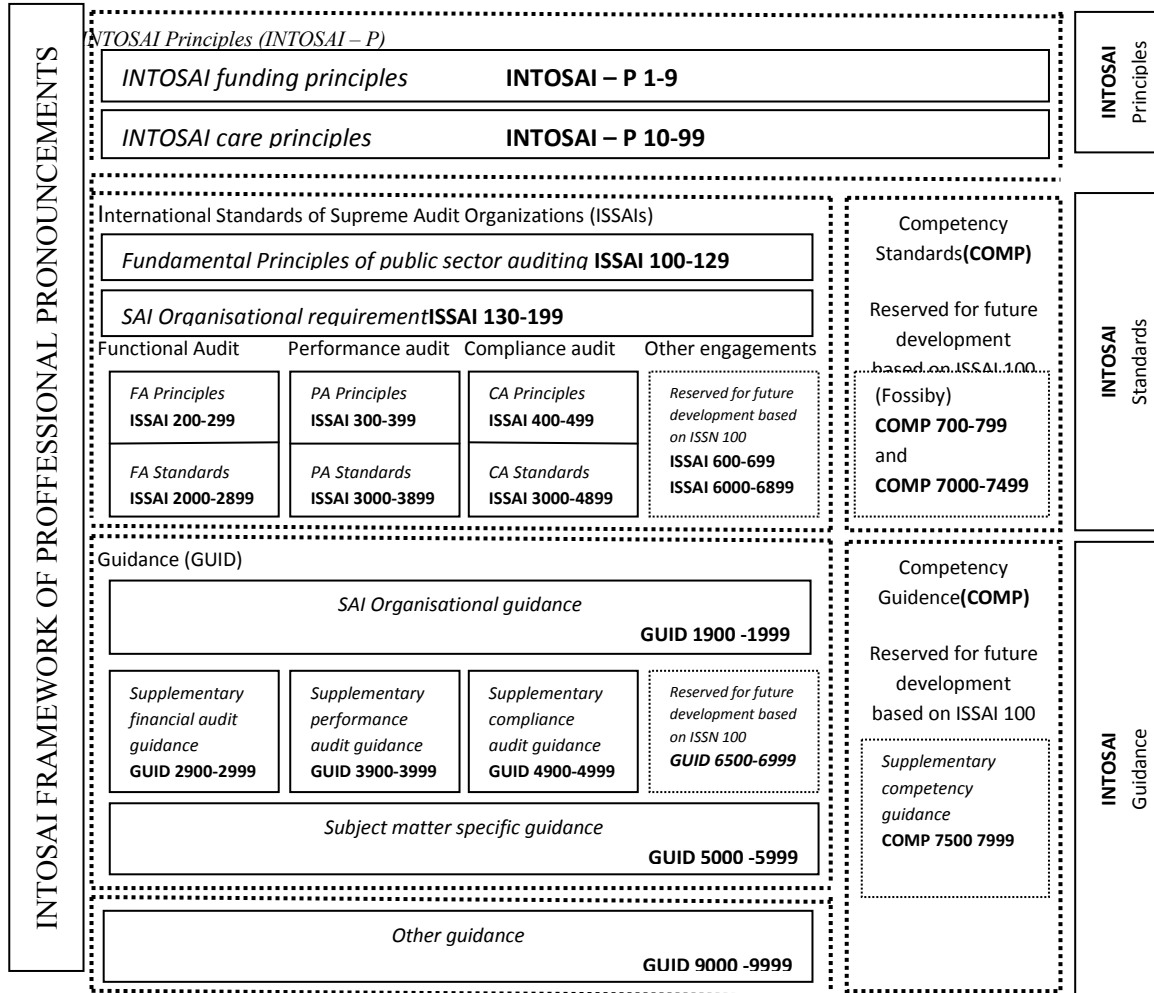 INTOSAI FRAMEWORK OF PROFFESSIONAL PRONOUNCEMENTS
INTOSAI Principles (INTOSAI – P)
INTOSAI funding principles INTOSAI – P 1-9
INTOSAI care principles INTOSAI – P 10-99
INTOSAI
Principles
International Standards of Supreme Audit Organizations (ISSAIs)
Fundamental Principles of public sector auditing ISSAI 100-129
SAI Organisational requirementISSAI 130-199
Functional Audit
Performance audit
Compliance audit
Other engagements
FA Principles
ISSAI 200-299
FA Standards
ISSAI 2000-2899
PA Principles
ISSAI 300-399
PA Standards
ISSAI 3000-3899
CA Principles
ISSAI 400-499
CA Standards
ISSAI 3000-4899
Reserved for future
development based
on ISSN 100
ISSAI 600-699
ISSAI 6000-6899
Competency
Standards(COMP)
Reserved for future
development
based on ISSAI 100
(Fossiby)
COMP 700-799
and
COMP 7000-7499
INTOSAI
Standards
Guidance (GUID)
SAI Organisational guidance
GUID 1900 -1999
Supplementary
financial audit
guidance
GUID 2900-2999
Supplementary
performance
audit guidance
GUID 3900-3999
Supplementary
compliance
audit guidance
GUID 4900-4999
Reserved for future
development based
on ISSN 100
GUID 6500-6999
Subject matter specific guidance
GUID 5000 -5999
Other guidance
GUID 9000 -9999
Competency
Guidence(COMP)
Reserved for future
development
based on ISSAI 100
Supplementary
competency
guidance
COMP 7500 7999
INTOSAI
Guidance